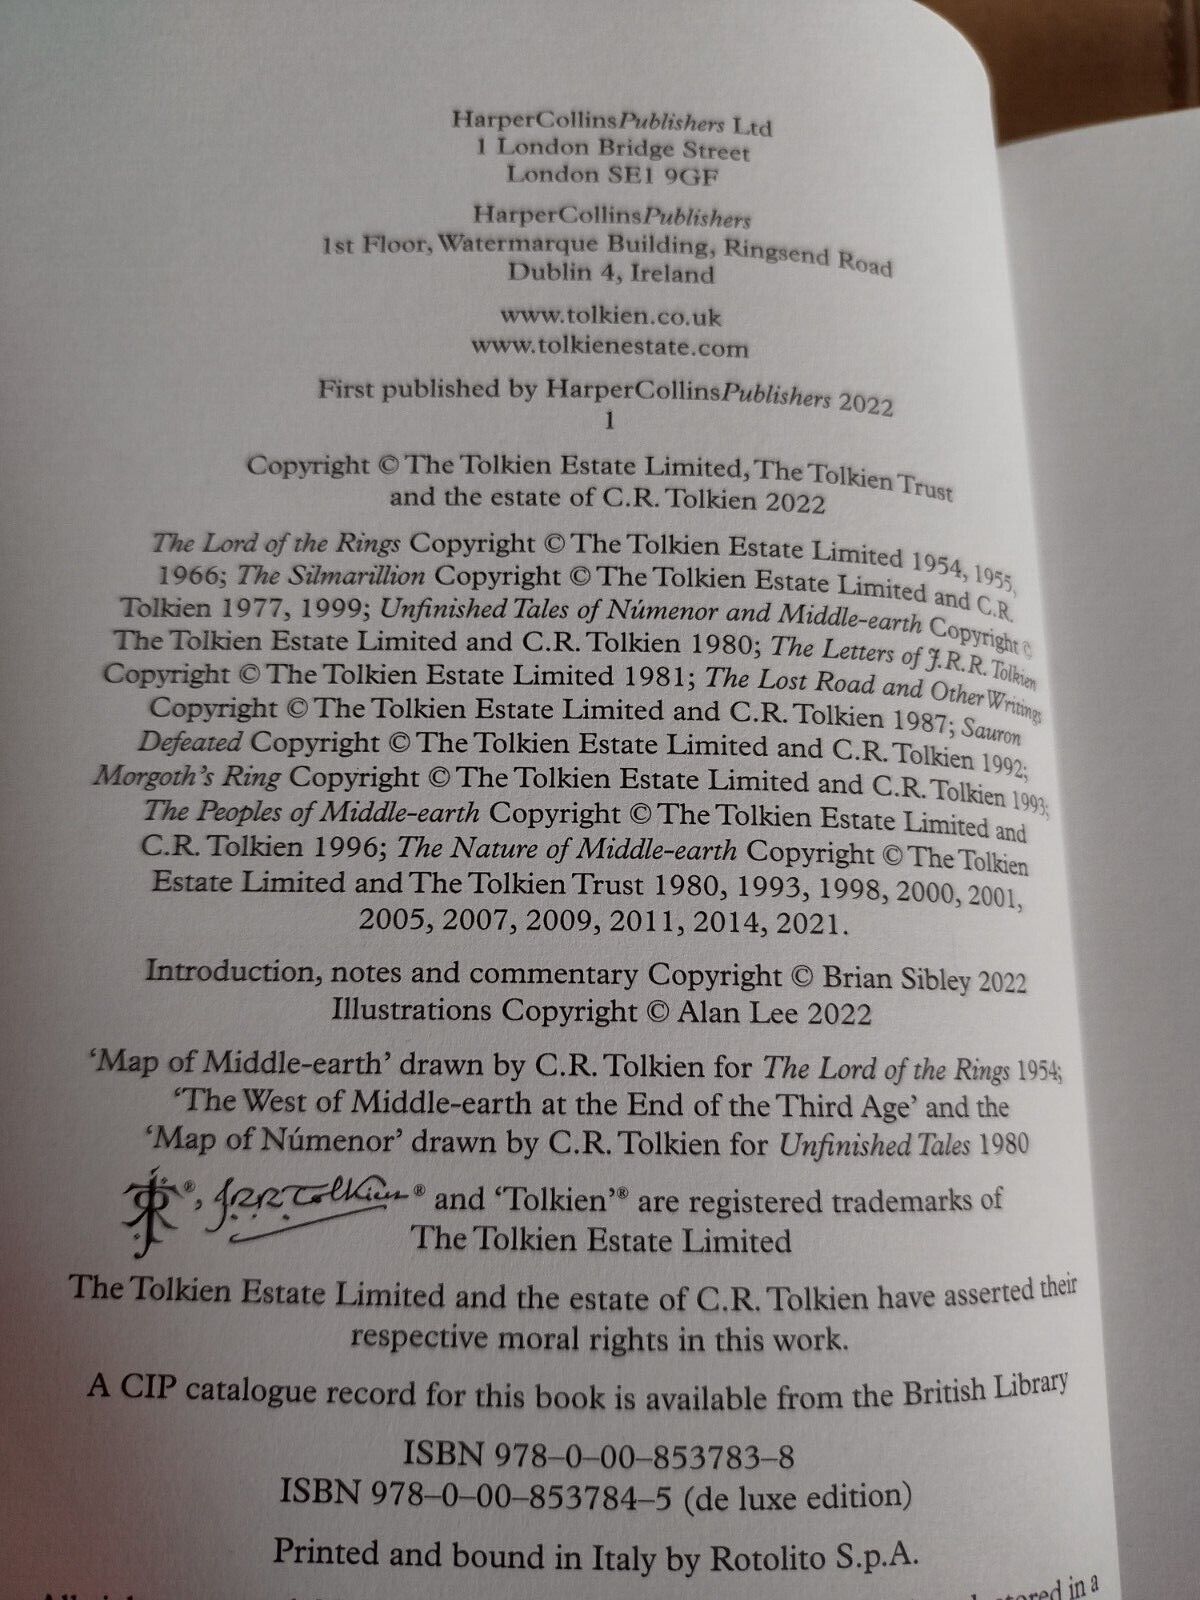 HarperCollinsPublishers Ltd
1 London Bridge Street
London SE1 9GF
HarperCollinsPublishers
1st Floor, Watermarque Building, Ringsend Road
Dublin 4, Ireland
www.tolkien.co.uk
www.tolkienestate.com
First published by HarperCollinsPublishers 2022
1
Copyright © The Tolkien Estate Limited, The Tolkien Trust
and the estate of C.R. Tolkien 2022
The Lord of the Rings Copyright © The Tolkien Estate Limited 1954, 1955,
1966; The Silmarillion Copyright © The Tolkien Estate Limited and C.R.
Tolkien 1977, 1999; Unfinished Tales of Númenor and Middle-earth Copyright ©
The Tolkien Estate Limited and C.R. Tolkien 1980; The Letters of J.R.R. Tolkien
Copyright © The Tolkien Estate Limited 1981; The Lost Road and Other Writings
Copyright © The Tolkien Estate Limited and C.R. Tolkien 1987; Sauron
Defeated Copyright © The Tolkien Estate Limited and C.R. Tolkien 1992;
Morgoth's Ring Copyright © The Tolkien Estate Limited and C.R. Tolkien 1993;
The Peoples of Middle-earth Copyright © The Tolkien Estate Limited and
C.R. Tolkien 1996; The Nature of Middle-earth Copyright © The Tolkien
Estate Limited and The Tolkien Trust 1980, 1993, 1998, 2000, 2001,
2005, 2007, 2009, 2011, 2014, 2021.
Introduction, notes and commentary Copyright © Brian Sibley 2022
Illustrations Copyright © Alan Lee 2022
‘Map of Middle-earth’ drawn by C.R. Tolkien for The Lord of the Rings 1954;
‘The West of Middle-earth at the End of the Third Age’ and the
‘Map of Númenor’ drawn by C.R. Tolkien for Unfinished Tales 1980
®, J.R.R. Tolkien ® and ‘Tolkien’® are registered trademarks of
The Tolkien Estate Limited
The Tolkien Estate Limited and the estate of C.R. Tolkien have asserted their
respective moral rights in this work.
A CIP catalogue record for this book is available from the British Library
ISBN 978–0–00–853783–8
ISBN 978–0–00–853784–5 (de luxe edition)
Printed and bound in Italy by Rotolito S.p.A.
stored in a